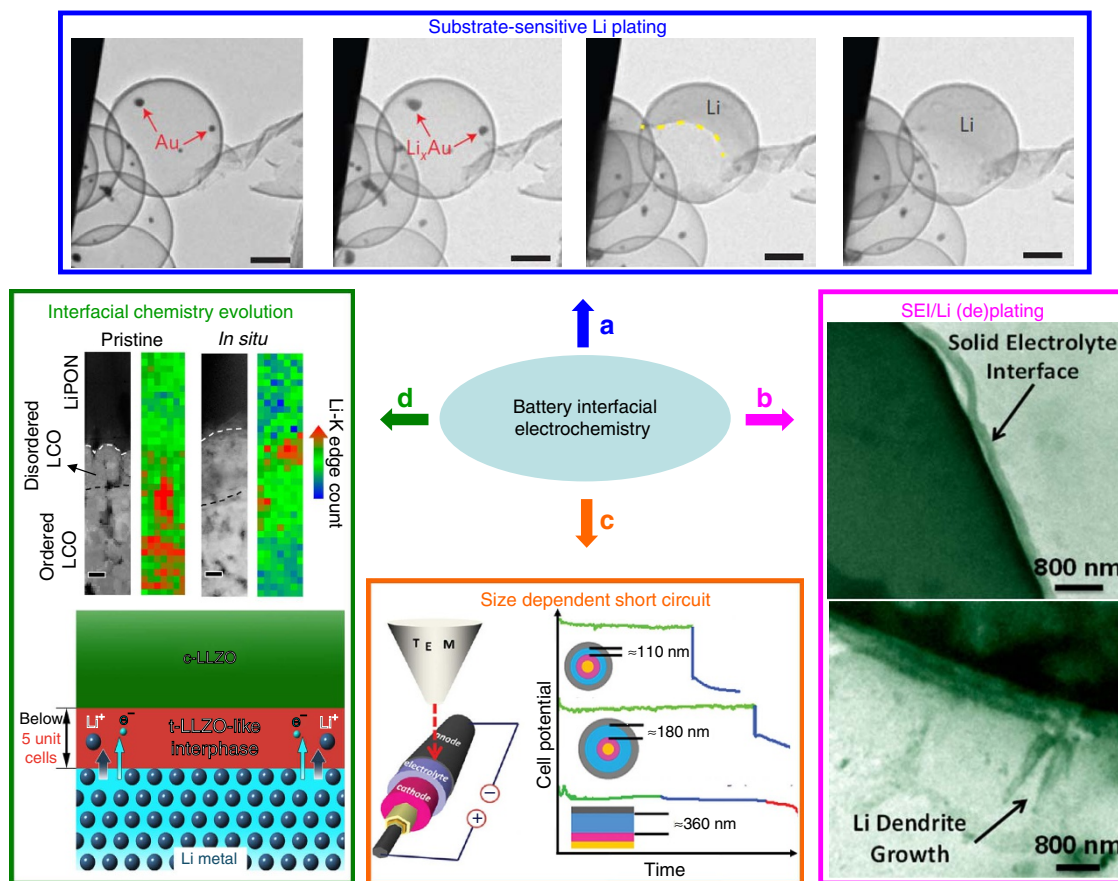 Substrate-sensitive Li plating
Au
LixAu
Li
Li
Interfacial chemistry evolution
Pristine
In situ
LiPON
Disordered
LCO
Ordered
LCO
Li-K
edge count
c-LLZO
Below
5 unit
cells
Li+
e−
t-LLZO-like
interphase
e−
Li+
Li metal
a
b
c
d
Battery interfacial
electrochemistry
Size dependent short circuit
TEM
anode
electrolyte
cathode
−
+
Cell potential
≈110 nm
≈180 nm
≈360 nm
Time
SEI/Li (de)plating
Solid Electrolyte
Interface
800 nm
Li Dendrite
Growth
800 nm